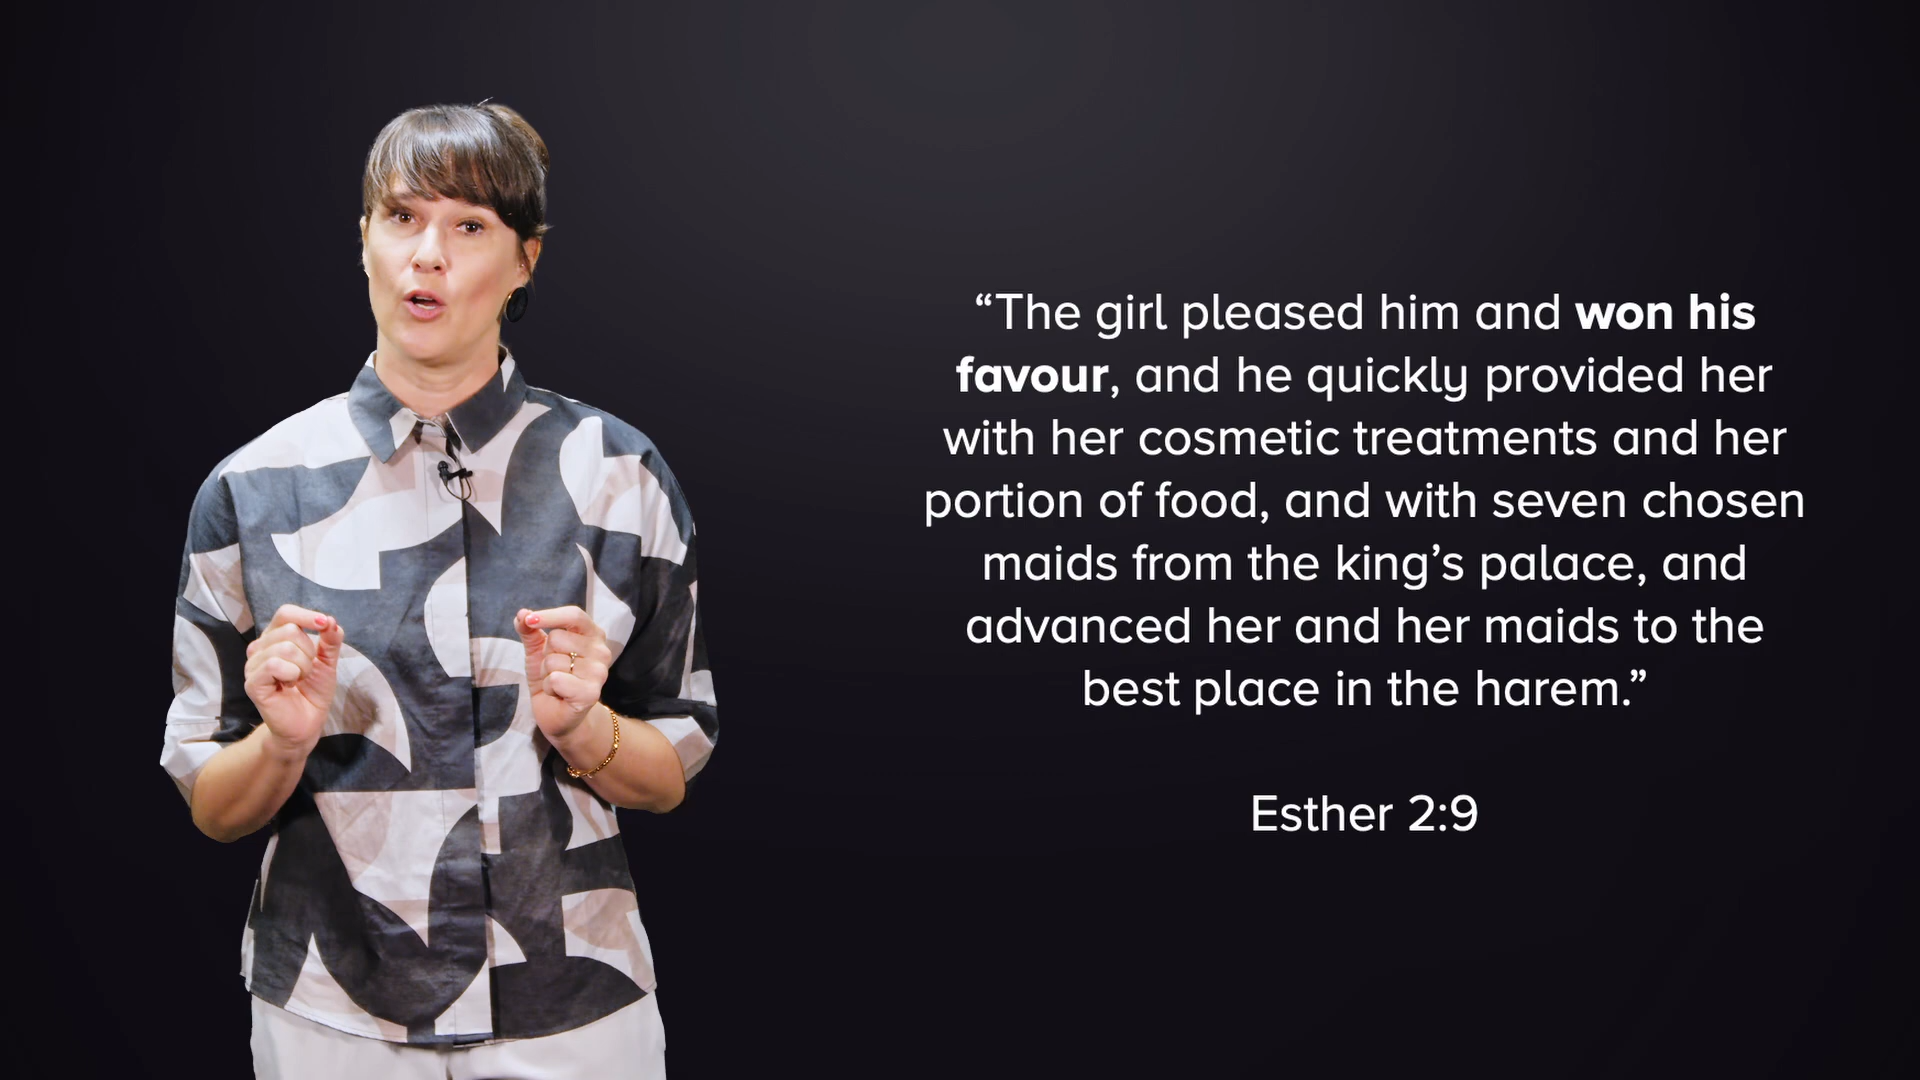 “The girl pleased him and won his
favour, and he quickly provided her
with her cosmetic treatments and her
portion of food, and with seven chosen
maids from the king’s palace, and
advanced her and her maids to the
best place in the harem.”
Esther 2:9